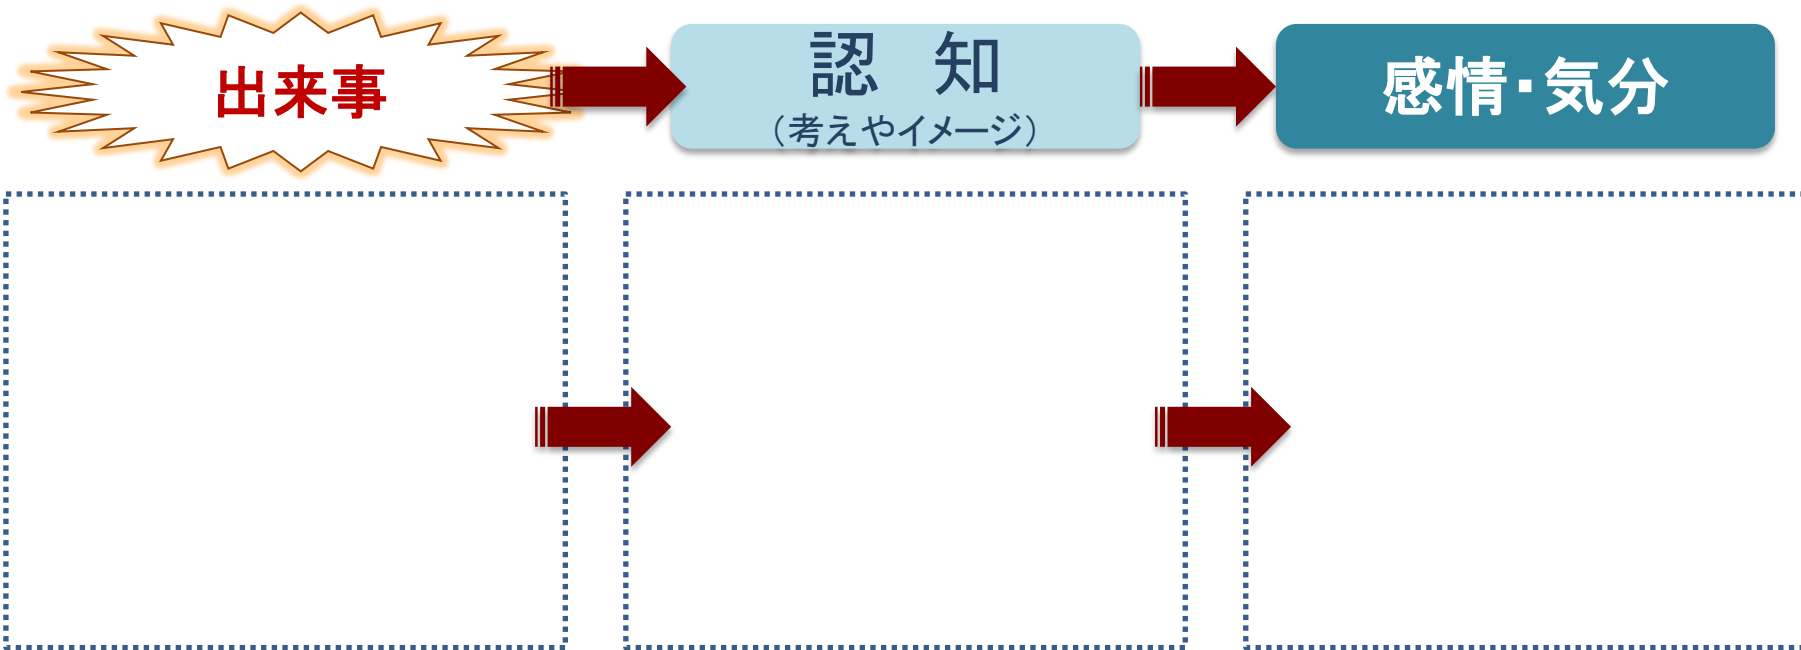 出来事
認　知
（考えやイメージ）
感情・気分